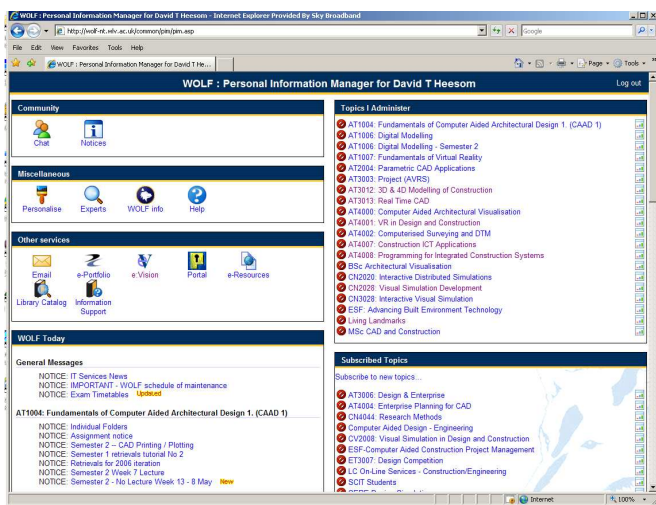 WOLF : Personal Information Manager for David T Heesom - Internet Explorer Provided By Sky Broadband
http://wolf-nt.wlv.ac.uk/common/pim/pim.asp
Google
File Edit View Favorites Tools Help
WOLF : Personal Information Manager for David T He...
Page Tools
WOLF : Personal Information Manager for David T Heesom
Log out
Community
Chat Notices
Miscellaneous
Personalise Experts WOLF info Help
Other services
Email e-Portfolio e:Vision Portal e-Resources
Library Catalog Information Support
WOLF Today
General Messages
NOTICE: IT Services News
NOTICE: IMPORTANT - WOLF schedule of maintenance
NOTICE: Exam Timetables Updated
AT1004: Fundamentals of Computer Aided Architectural Design 1. (CAAD 1)
NOTICE: Individual Folders
NOTICE: Assignment notice
NOTICE: Semester 2 -- CAD Printing / Plotting
NOTICE: Semester 1 retrievals tutorial No 2
NOTICE: Retrievals for 2006 iteration
NOTICE: Semester 2 Week 7 Lecture
NOTICE: Semester 2 - No Lecture Week 13 - 8 May New
Topics I Administer
AT1004: Fundamentals of Computer Aided Architectural Design 1. (CAAD 1)
AT1006: Digital Modelling
AT1006: Digital Modelling - Semester 2
AT1007: Fundamentals of Virtual Reality
AT2004: Parametric CAD Applications
AT3003: Project (AVRS)
AT3012: 3D & 4D Modelling of Construction
AT3013: Real Time CAD
AT4000: Computer Aided Architectural Visualisation
AT4001: VR in Design and Construction
AT4002: Computerised Surveying and DTM
AT4007: Construction ICT Applications
AT4008: Programming for Integrated Construction Systems
BSc Architectural Visualisation
CN2020: Interactive Distributed Simulations
CN2028: Visual Simulation Development
CN3028: Interactive Visual Simulation
ESF: Advancing Built Environment Technology
Living Landmarks
MSc CAD and Construction
Subscribed Topics
Subscribe to new topics...
AT3006: Design & Enterprise
AT4004: Enterprise Planning for CAD
CN4044: Research Methods
Computer Aided Design - Engineering
CV2008: Visual Simulation in Design and Construction
ESF-Computer Aided Construction Project Management
ET3007: Design Competition
LC On-Line Services - Construction/Engineering
SCIT Students
Internet
100%